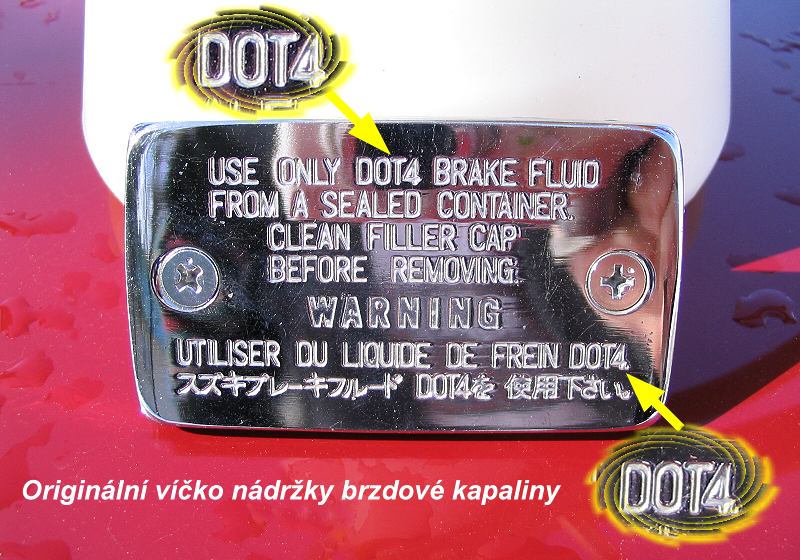 DOT4
USE ONLY DOT4 BRAKE FLUID
FROM A SEALED CONTAINER.
CLEAN FILLER CAP
BEFORE REMOVING.
WARNING
UTILISER DU LIQUIDE DE FREIN DOT4.
スズキブレーキフルード DOT4を 使用下さい。
Originální víčko nádržky brzdové kapaliny
DOT4.